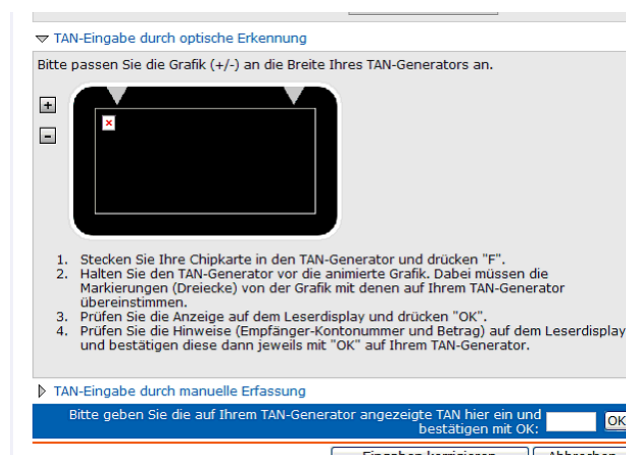 TAN-Eingabe durch optische Erkennung
Bitte passen Sie die Grafik (+/-) an die Breite Ihres TAN-Generators an.
+
-
1. Stecken Sie Ihre Chipkarte in den TAN-Generator und drücken "F".
2. Halten Sie den TAN-Generator vor die animierte Grafik. Dabei müssen die
Markierungen (Dreiecke) von der Grafik mit denen auf Ihrem TAN-Generator
übereinstimmen.
3. Prüfen Sie die Anzeige auf dem Leserdisplay und drücken "OK".
4. Prüfen Sie die Hinweise (Empfänger-Kontonummer und Betrag) auf dem Leserdisplay
und bestätigen diese dann jeweils mit "OK" auf Ihrem TAN-Generator.
TAN-Eingabe durch manuelle Erfassung
Bitte geben Sie die auf Ihrem TAN-Generator angezeigte TAN hier ein und
bestätigen mit OK: OK
Eingaben korrigieren Abbrechen